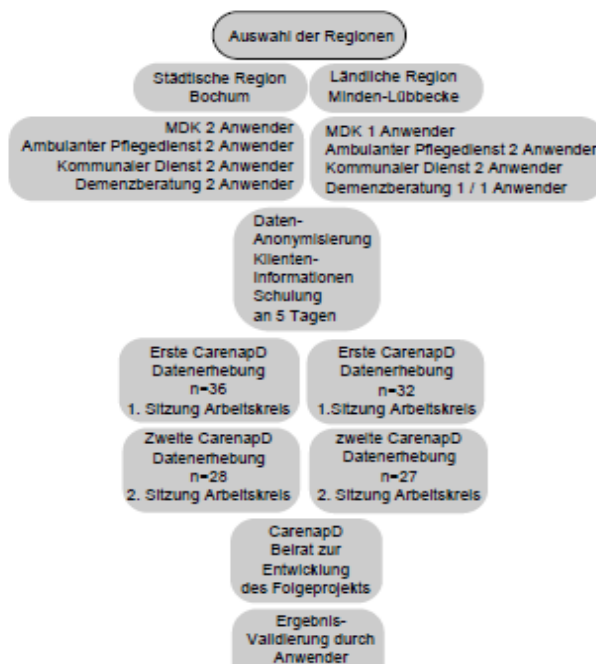 Auswahl der Regionen
Städtische Region
Bochum
Ländliche Region
Minden-Lübbecke
MDK 2 Anwender
Ambulanter Pflegedienst 2 Anwender
Kommunaler Dienst 2 Anwender
Demenzberatung 2 Anwender
MDK 1 Anwender
Ambulanter Pflegedienst 2 Anwender
Kommunaler Dienst 2 Anwender
Demenzberatung 1 / 1 Anwender
Daten-
Anonymisierung
Klienten-
Informationen
Schulung
an 5 Tagen
Erste CarenapD
Datenerhebung
n=36
1. Sitzung Arbeitskreis
Erste CarenapD
Datenerhebung
n=32
1.Sitzung Arbeitskreis
Zweite CarenapD
Datenerhebung
n=28
2. Sitzung Arbeitskreis
zweite CarenapD
Datenerhebung
n=27
2. Sitzung Arbeitskreis
CarenapD
Beirat zur
Entwicklung
des Folgeprojekts
Ergebnis-
Validierung durch
Anwender